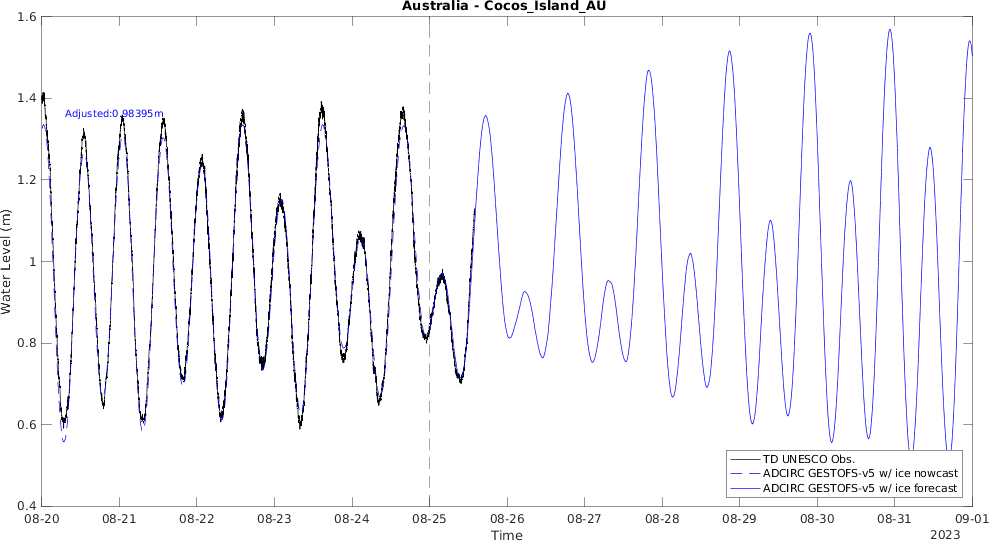 Australia - Cocos_Island_AU
1.6
1.4
1.2
1
0.8
0.6
0.4
Water Level (m)
Adjusted:0.98395m
TD UNESCO Obs.
ADCIRC GESTOFS-v5 w/ ice nowcast
ADCIRC GESTOFS-v5 w/ ice forecast
08-20 08-21 08-22 08-23 08-24 08-25 08-26 08-27 08-28 08-29 08-30 08-31 09-01
Time
2023